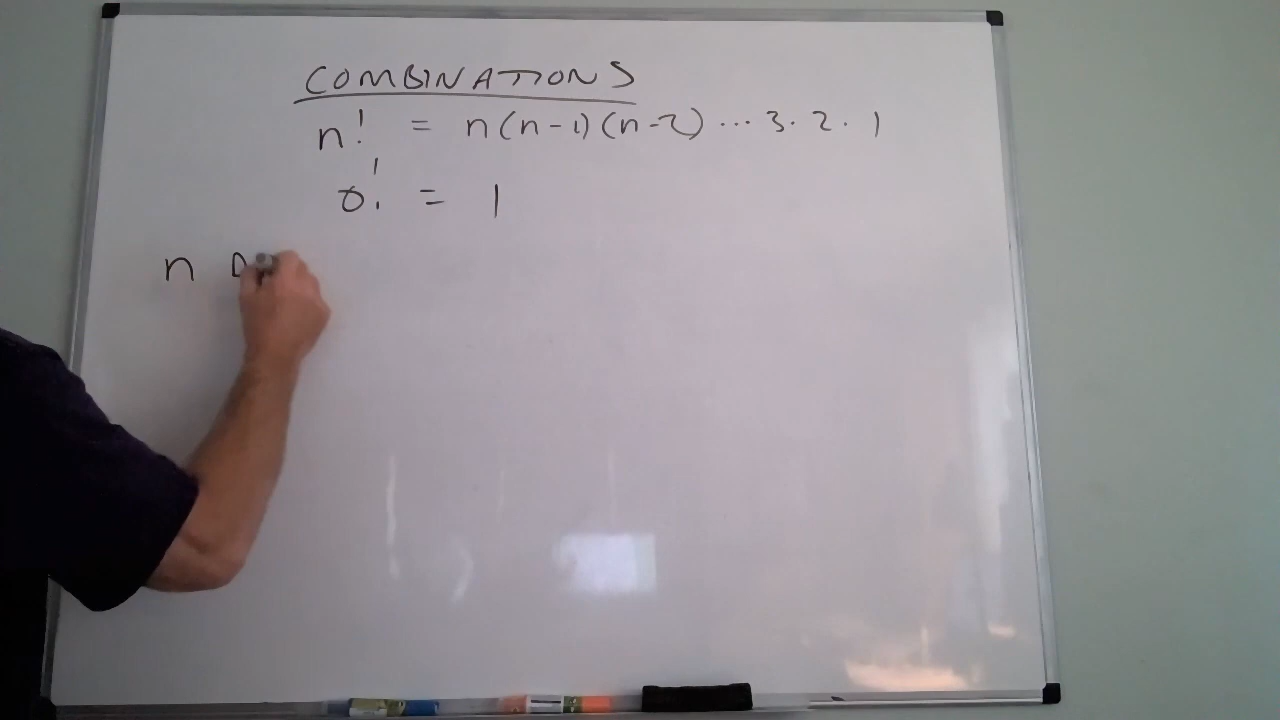 COMBINATIONS
n! = n(n-1)(n-2)...3.2.1
0! = 1
n